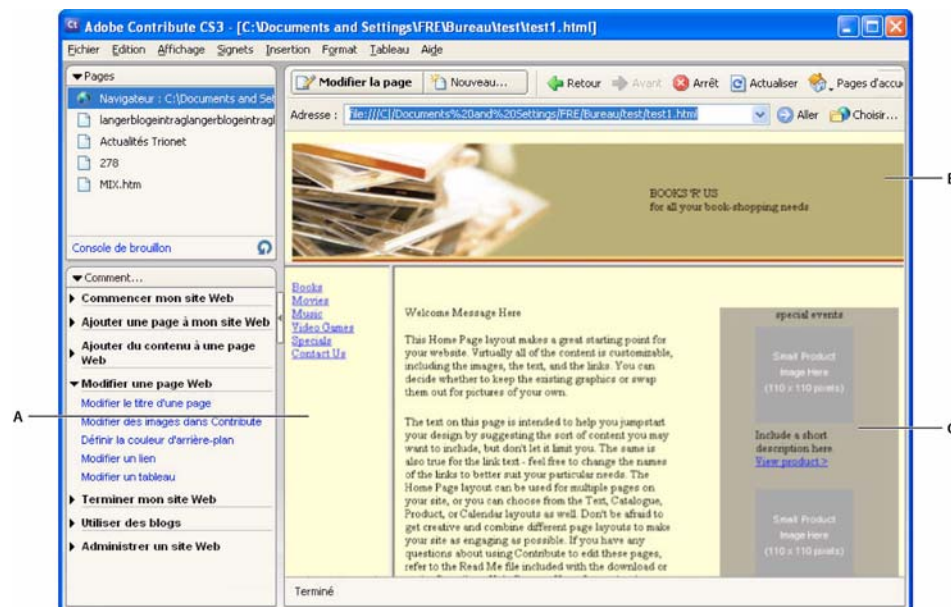 Adobe Contribute CS3 - [C:\Documents and Settings\FRE\Bureau\test\test1.html]
Fichier Edition Affichage Signets Insertion Format Tableau Aide
Pages
Navigateur : C:\Documents and Set
langerblogeintraglangerblogeintragl
Actualités Trionet
278
MIX.htm
Console de brouillon
Comment...
Commencer mon site Web
Ajouter une page à mon site Web
Ajouter du contenu à une page
Web
Modifier une page Web
Modifier le titre d'une page
Modifier des images dans Contribute
Définir la couleur d'arrière-plan
Modifier un lien
Modifier un tableau
Terminer mon site Web
Utiliser des blogs
Administrer un site Web
A
Modifier la page Nouveau... Retour Avant Arrêt Actualiser Pages d'accu
Adresse : file:///C|/Documents%20and%20Settings/FRE/Bureau/test/test1.html Aller Choisir...
BOOKS 'R' US
for all your book-shopping needs
B
Books
Movies
Music
Video Games
Specials
Contact Us
Welcome Message Here
This Home Page layout makes a great starting point for
your website. Virtually all of the content is customizable,
including the images, the text, and the links. You can
decide whether to keep the existing graphics or swap
them out for pictures of your own.
The text on this page is intended to help you jumpstart
your design by suggesting the sort of content you may
want to include, but don't let it limit you. The same is
also true for the link text - feel free to change the names
of the links to better suit your particular needs. The
Home Page layout can be used for multiple pages on
your site, or you can choose from the Text, Catalogue,
Product, or Calendar layouts as well. Don't be afraid to
get creative and combine different page layouts to make
your site as engaging as possible. If you have any
questions about using Contribute to edit these pages,
refer to the Read Me file included with the download or
special events
Small Product
Image Here
(110 x 110 pixels)
Include a short
description here.
View product >
C
Small Product
Image Here
(110 x 110 pixels)
Terminé